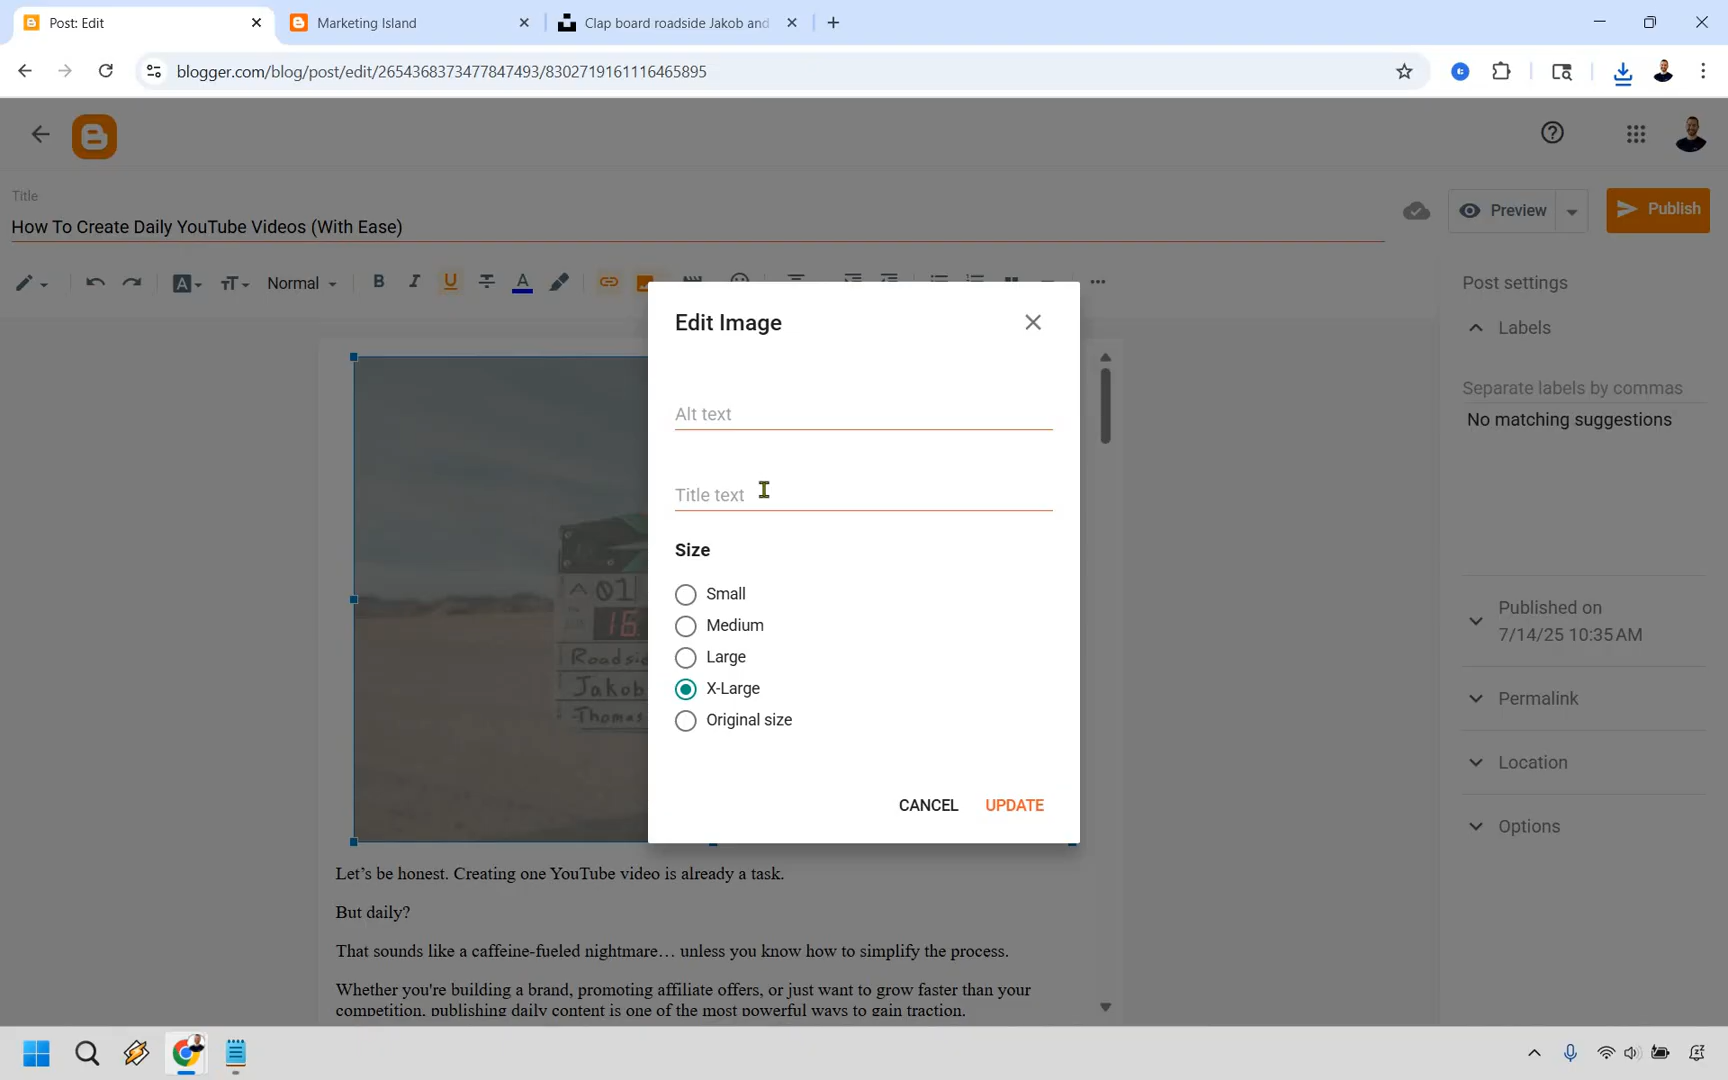 Post: Edit
Marketing Island
Clap board roadside Jakob and
blogger.com/blog/post/edit/2654368373477847493/8302719161116465895
Title
How To Create Daily YouTube Videos (With Ease)
Preview
Publish
Normal
Post settings
Labels
Separate labels by commas
No matching suggestions
Published on
7/14/25 10:35 AM
Permalink
Location
Options
Edit Image
Alt text
Title text
Size
Small
Medium
Large
X-Large
Original size
CANCEL
UPDATE
01
16
Roadsid
Jakob
Thomas
Let's be honest. Creating one YouTube video is already a task.
But daily?
That sounds like a caffeine-fueled nightmare… unless you know how to simplify the process.
Whether you're building a brand, promoting affiliate offers, or just want to grow faster than your
competition, publishing daily content is one of the most powerful ways to gain traction.